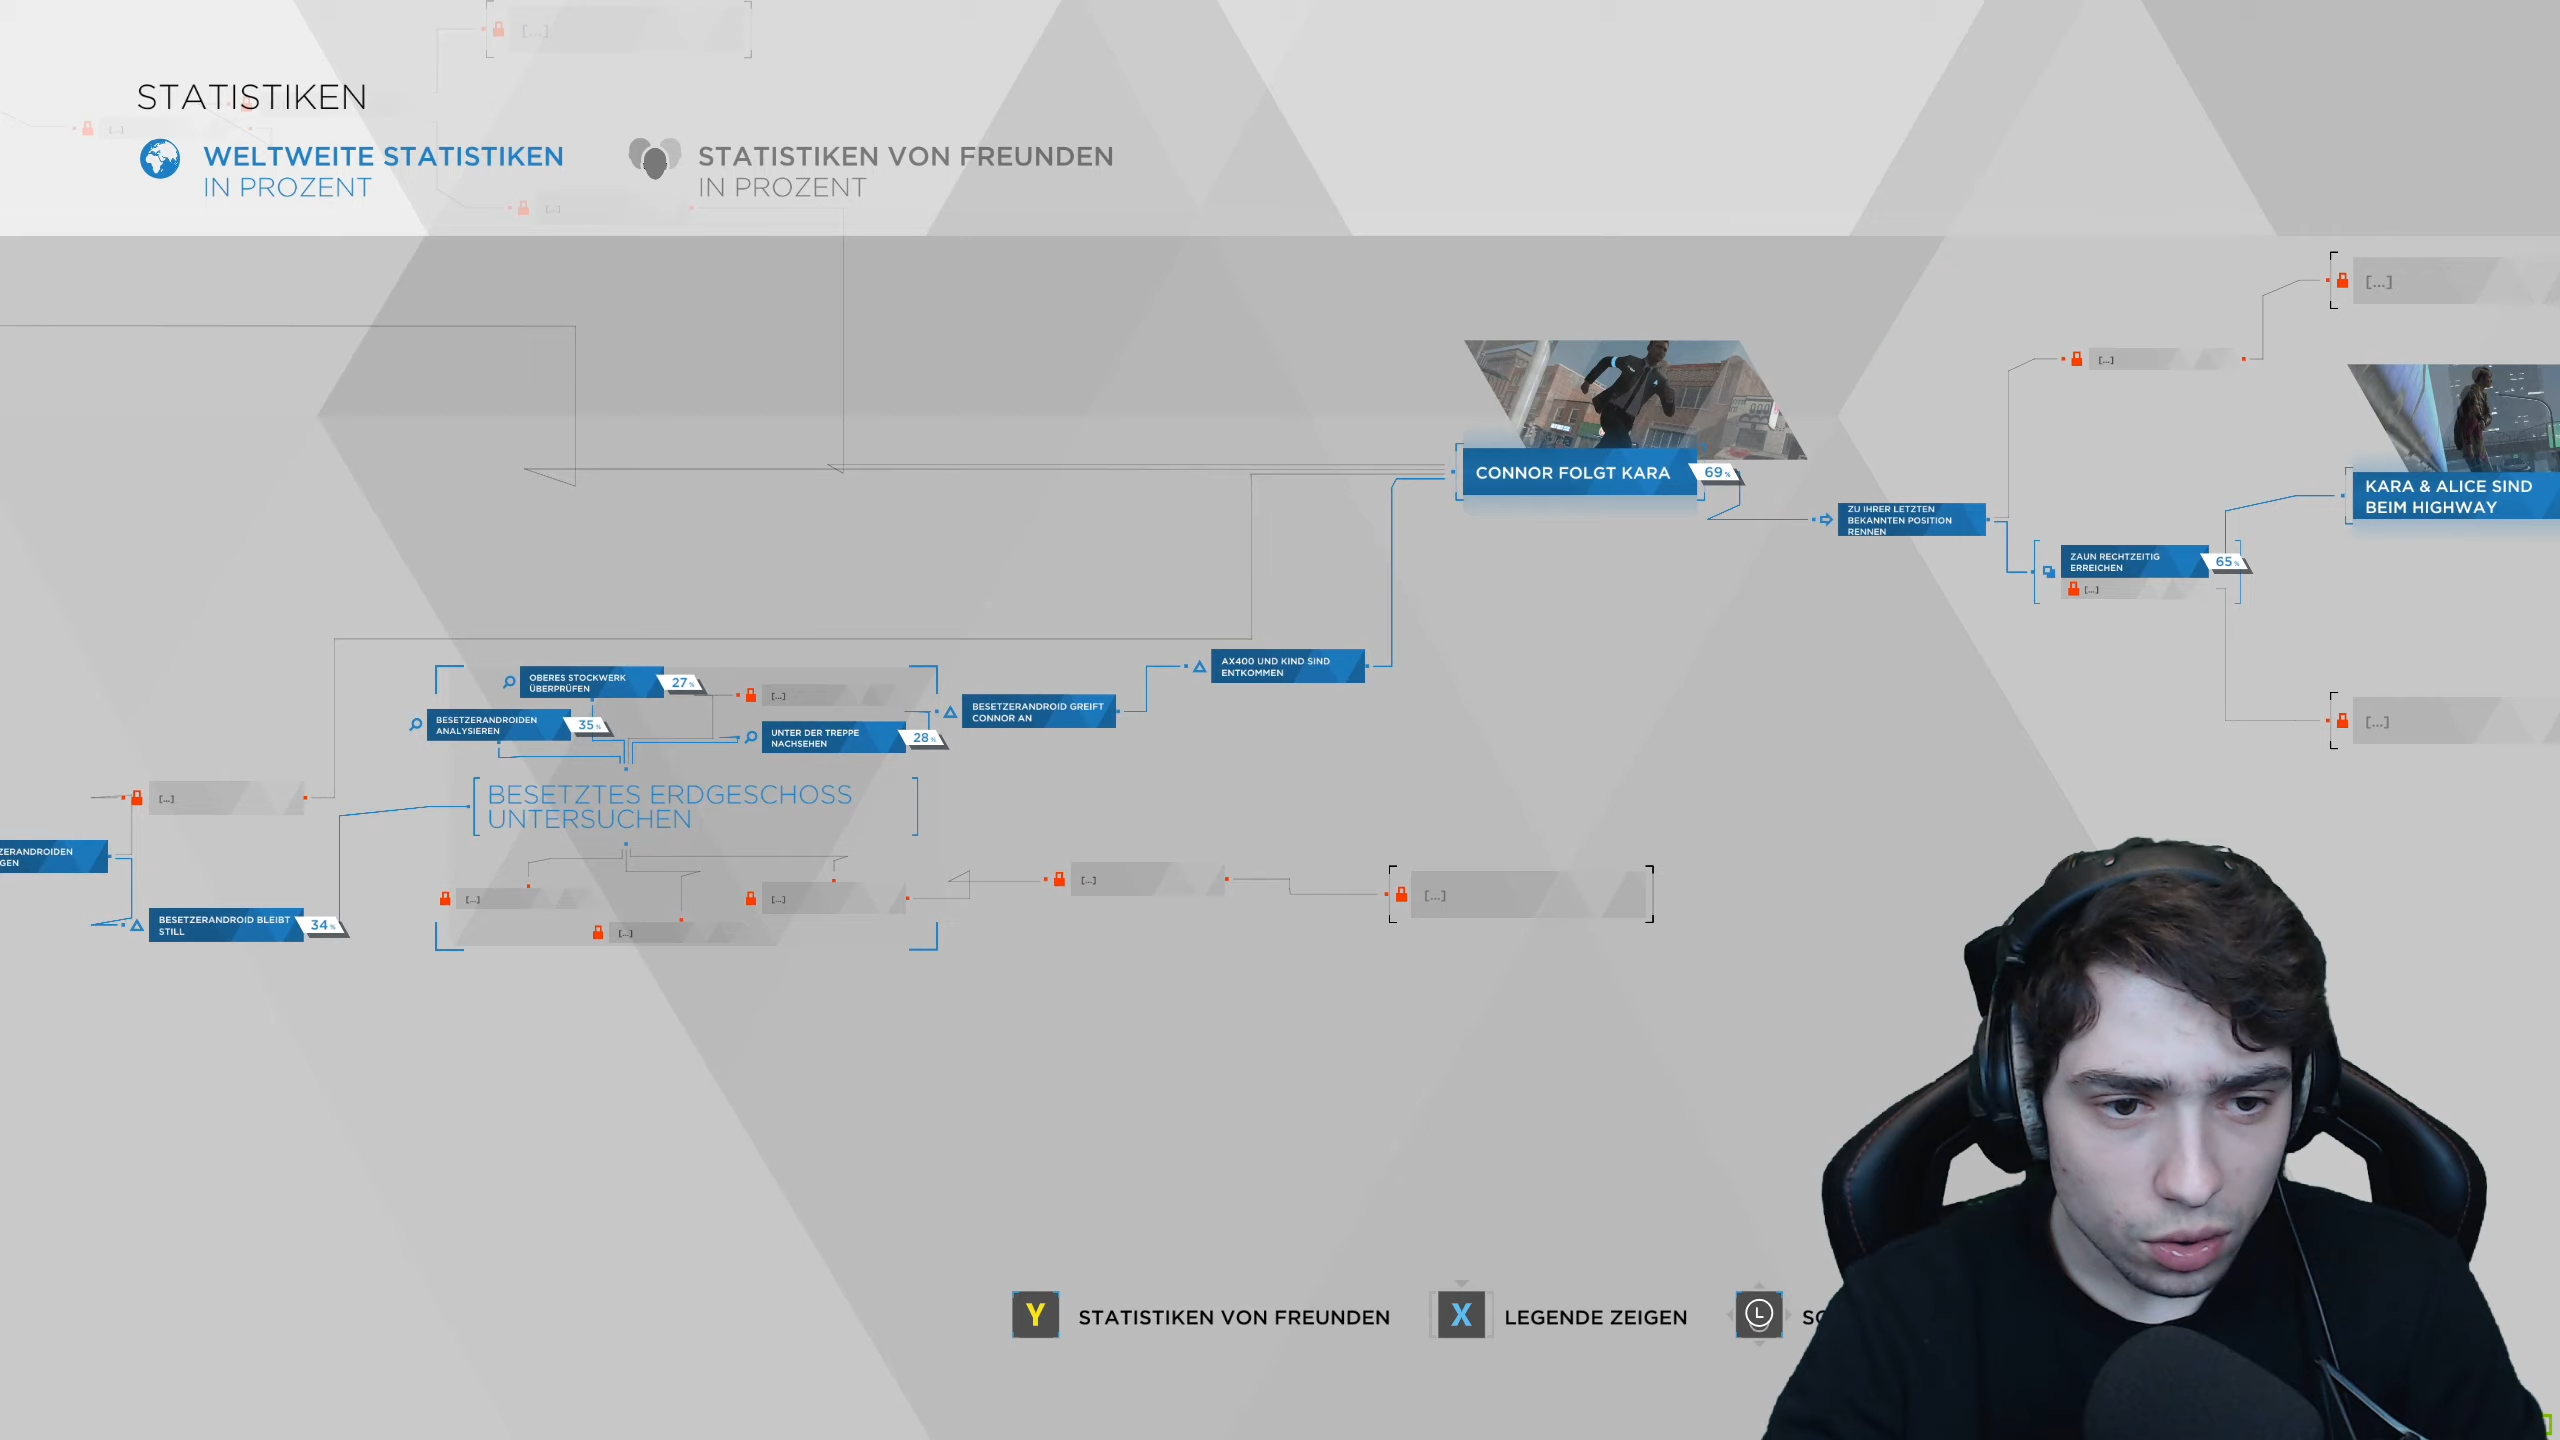 [...]
STATISTIKEN
[...]
WELTWEITE STATISTIKEN
IN PROZENT
STATISTIKEN VON FREUNDEN
IN PROZENT
[...]
[...]
[...]
CONNOR FOLGT KARA
69%
KARA & ALICE SIND
BEIM HIGHWAY
ZU IHRER LETZTEN
BEKANNTEN POSITION
RENNEN
ZAUN RECHTZEITIG
ERREICHEN
65%
[...]
AX400 UND KIND SIND
ENTKOMMEN
OBERES STOCKWERK
ÜBERPRÜFEN
27%
[...]
BESETZERANDROID GREIFT
CONNOR AN
BESETZERANDROIDEN
ANALYSIEREN
35%
UNTER DER TREPPE
NACHSEHEN
28%
[...]
[...]
BESETZTES ERDGESCHOSS
UNTERSUCHEN
ZERANDROIDEN
GEN
[...]
[...]
[...]
[...]
[...]
BESETZERANDROID BLEIBT
STILL
34%
Y
STATISTIKEN VON FREUNDEN
X
LEGENDE ZEIGEN
L